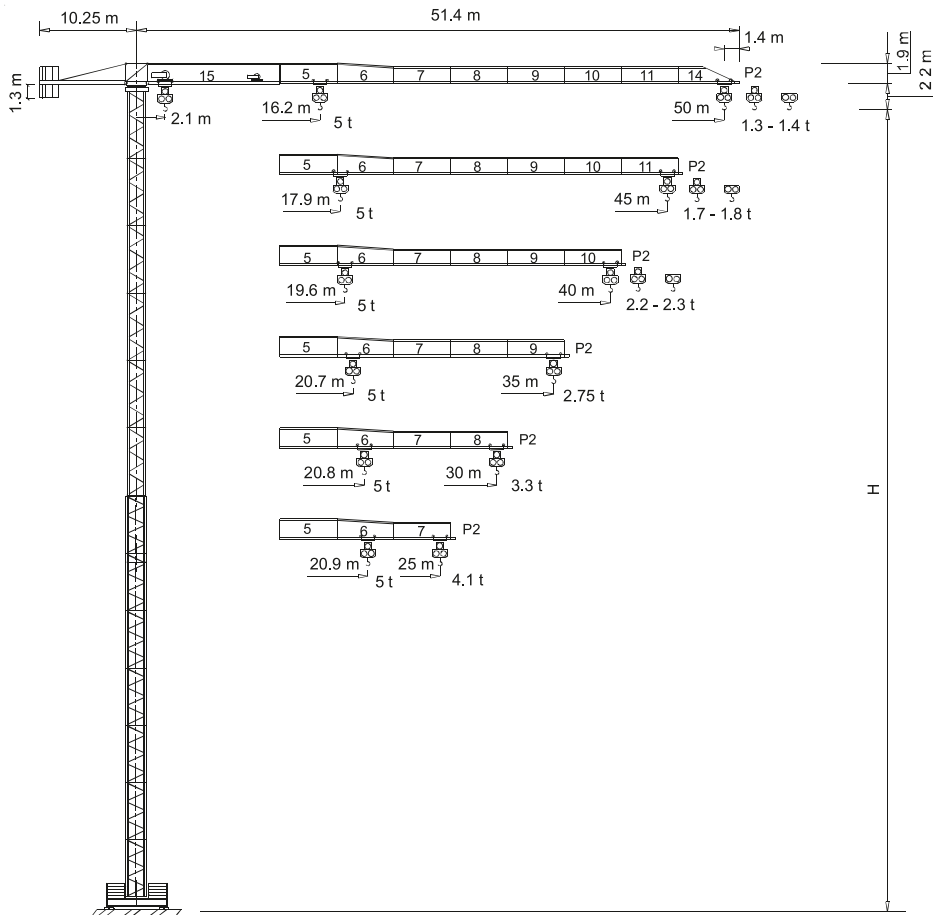 10.25 m 51.4 m
1.4 m
1.9 m
2.2 m
15 5 6 7 8 9 10 11 14 P2
1.3 m
2.1 m 16.2 m 5 t 50 m 1.3 - 1.4 t
5 6 7 8 9 10 11 P2
17.9 m 5 t 45 m 1.7 - 1.8 t
5 6 7 8 9 10 P2
19.6 m 5 t 40 m 2.2 - 2.3 t
5 6 7 8 9 P2
20.7 m 5 t 35 m 2.75 t
5 6 7 8 P2
20.8 m 5 t 30 m 3.3 t
H
5 6 7 P2
20.9 m 5 t 25 m 4.1 t